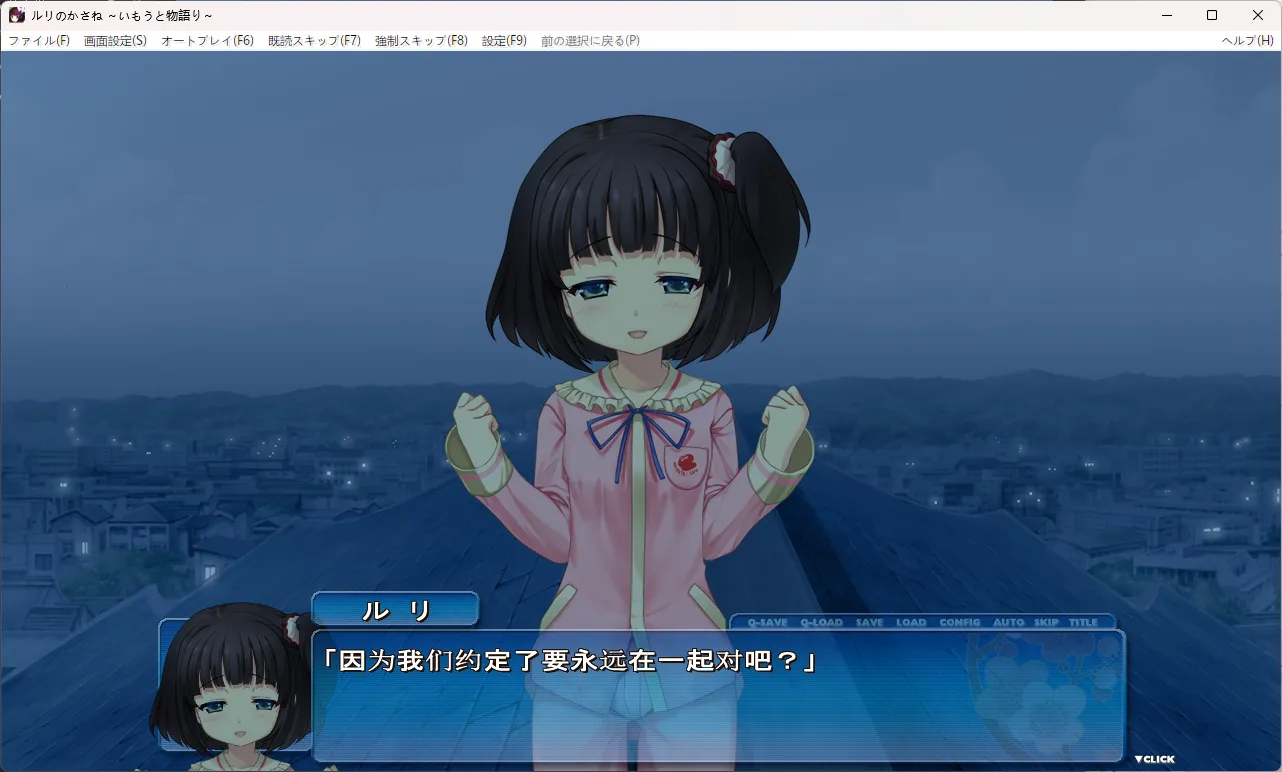 ルリのかさね ~いもうと物語り~
ファイル(F) 画面設定(S) オートプレイ(F6) 既読スキップ(F7) 強制スキップ(F8) 設定(F9) 前の選択に戻る(P) ヘルプ(H)
ルリ
Q-SAVE Q-LOAD SAVE LOAD CONFIG AUTO SKIP TITLE
「因为我们约定了要永远在一起对吧？」
▼CLICK